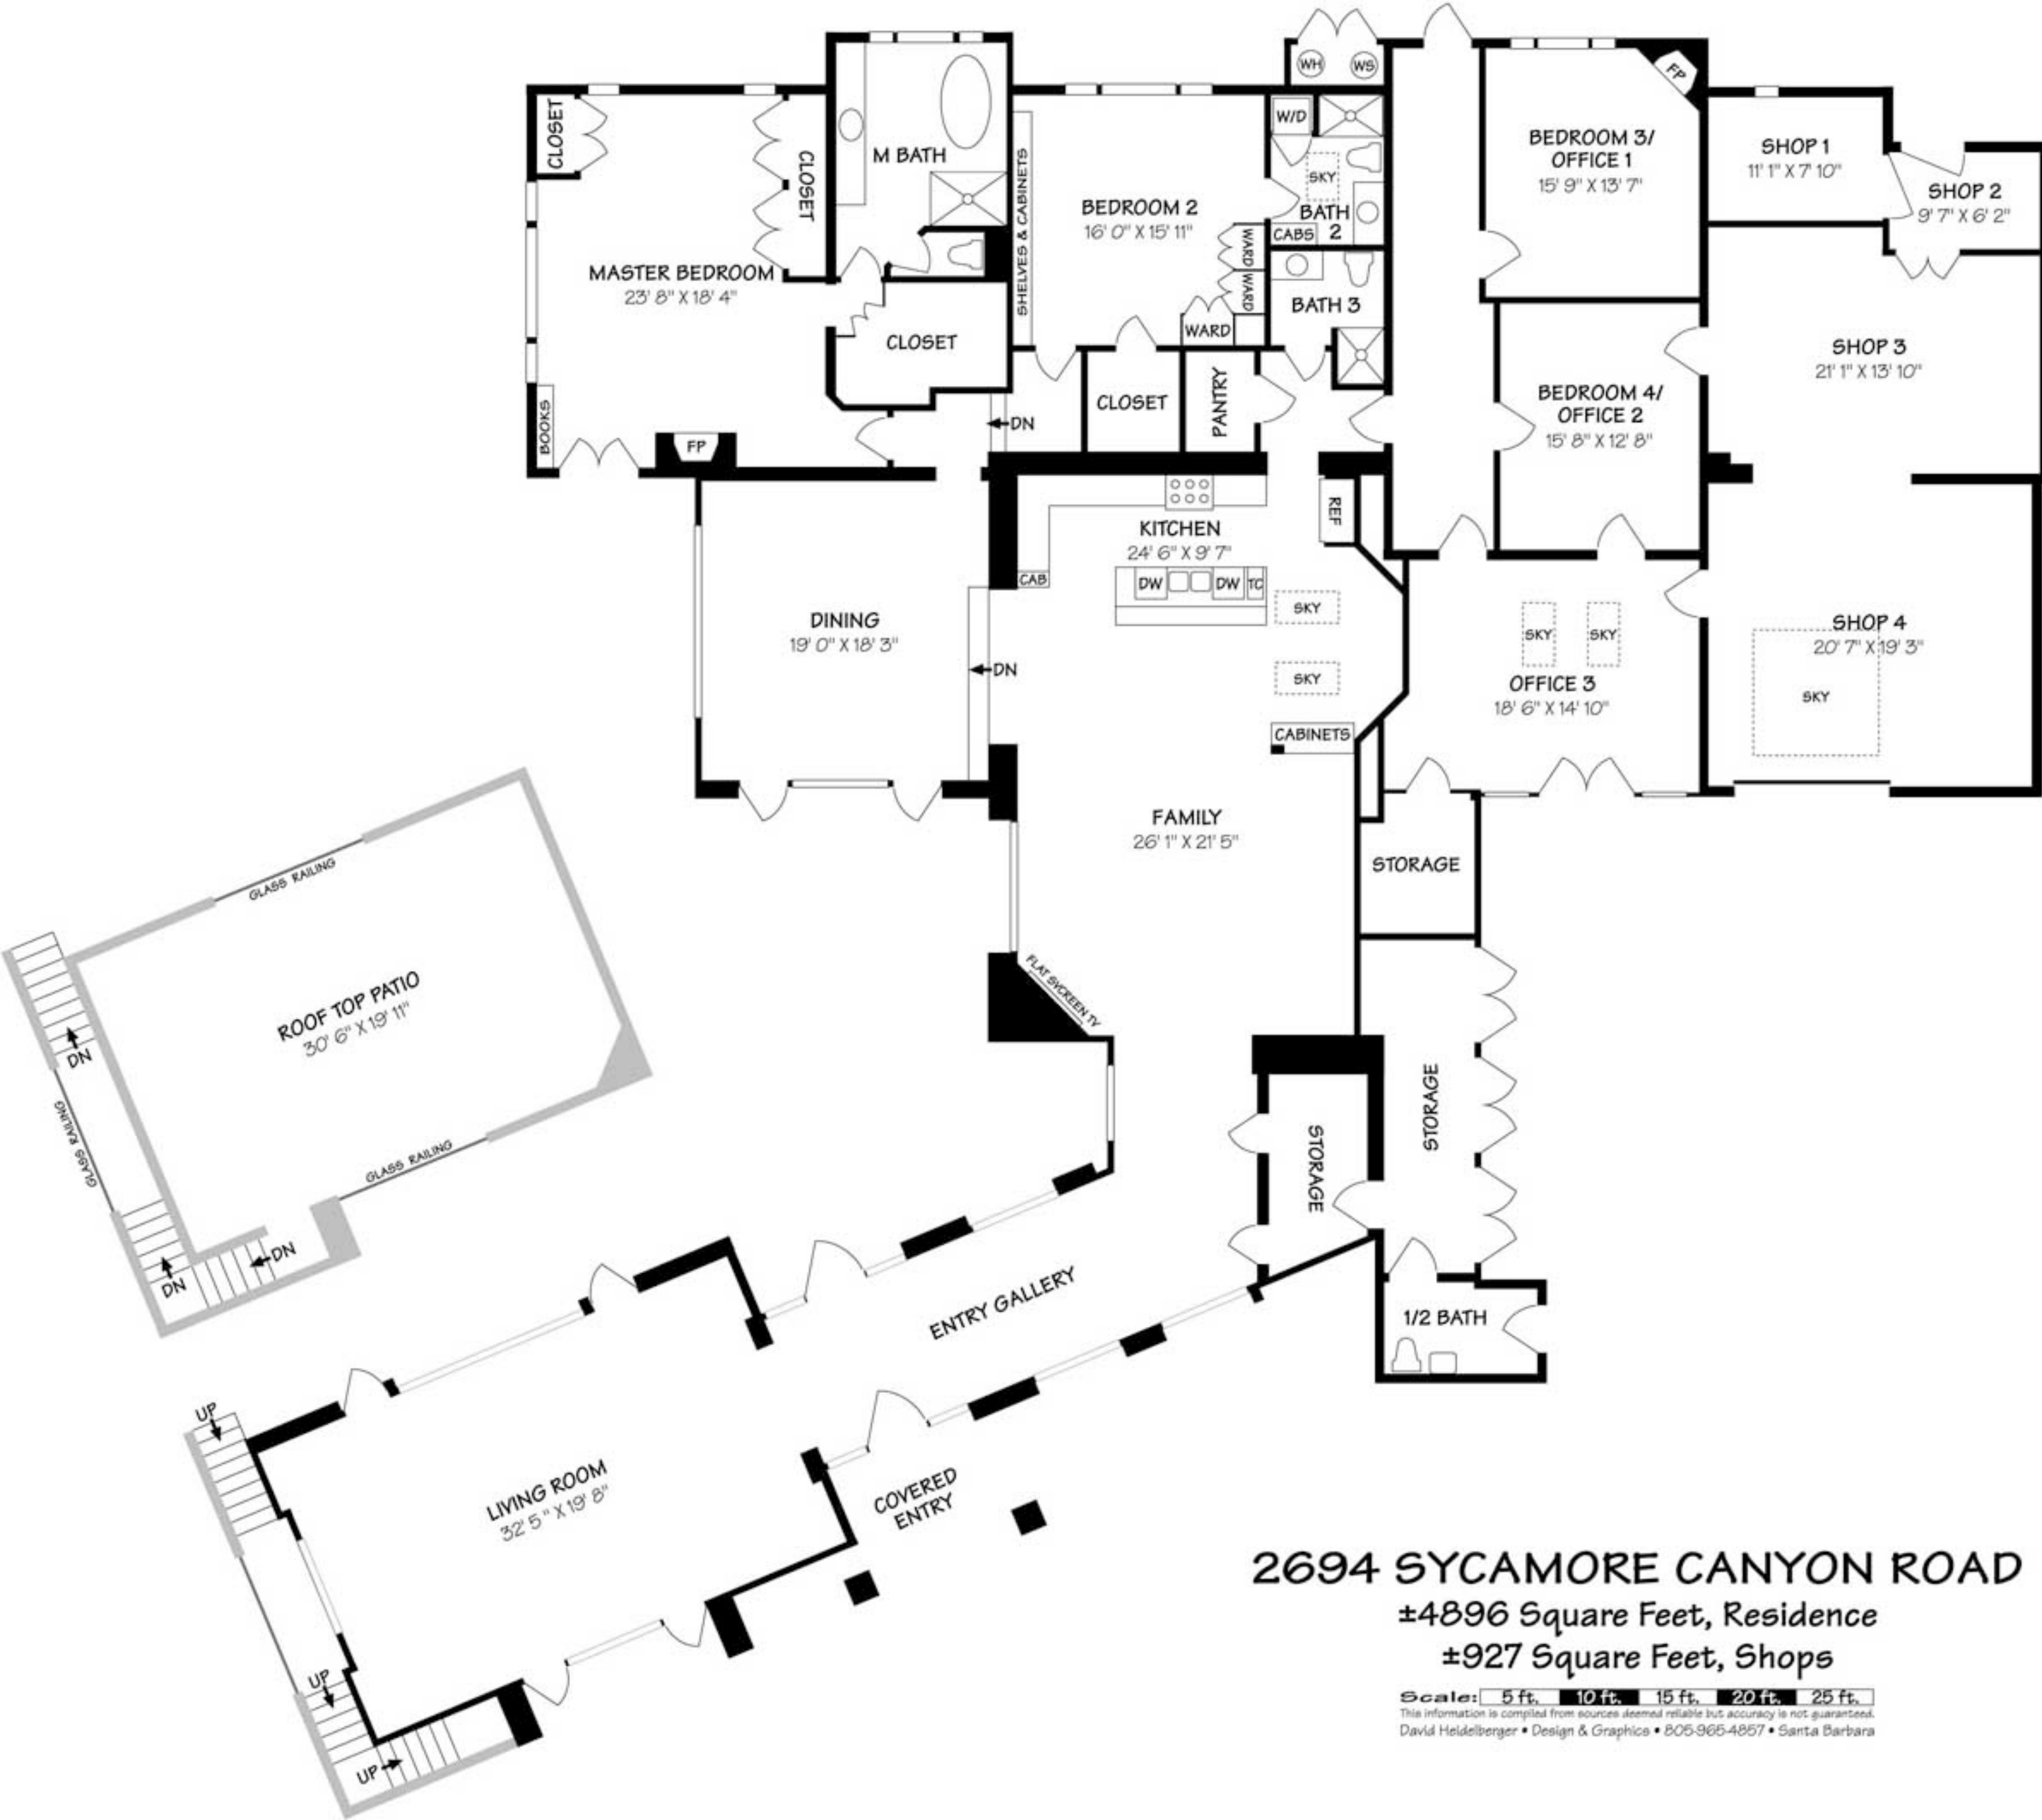 WH
WS
FP
CLOSET
M BATH
CLOSET
MASTER BEDROOM
23' 8" X 18' 4"
CLOSET
BOOKS
FP
SHELVES & CABINETS
BEDROOM 2
16' 0" X 15' 11"
W/D
SKY
BATH
2
CABS
WARD
WARD
WARD
BATH 3
CLOSET
PANTRY
DN
BEDROOM 3/
OFFICE 1
15' 9" X 13' 7"
SHOP 1
11' 1" X 7' 10"
SHOP 2
9' 7" X 6' 2"
SHOP 3
21' 1" X 13' 10"
BEDROOM 4/
OFFICE 2
15' 8" X 12' 8"
KITCHEN
24' 6" X 9' 7"
REF
CAB
DW
DW
TC
SKY
SKY
CABINETS
DINING
19' 0" X 18' 3"
DN
SKY
SKY
OFFICE 3
18' 6" X 14' 10"
SHOP 4
20' 7" X 19' 3"
SKY
FAMILY
26' 1" X 21' 5"
FLAT SVCREEN TV
STORAGE
STORAGE
STORAGE
1/2 BATH
GLASS RAILING
ROOF TOP PATIO
30' 6" X 19' 11"
DN
GLASS RAILING
GLASS RAILING
DN
DN
ENTRY GALLERY
COVERED
ENTRY
UP
LIVING ROOM
32' 5" X 19' 8"
UP
UP
2694 SYCAMORE CANYON ROAD
±4896 Square Feet, Residence
±927 Square Feet, Shops
Scale: 5 ft. 10 ft. 15 ft. 20 ft. 25 ft.
This information is compiled from sources deemed reliable but accuracy is not guaranteed.
David Heidelberger • Design & Graphics • 805-965-4857 • Santa Barbara